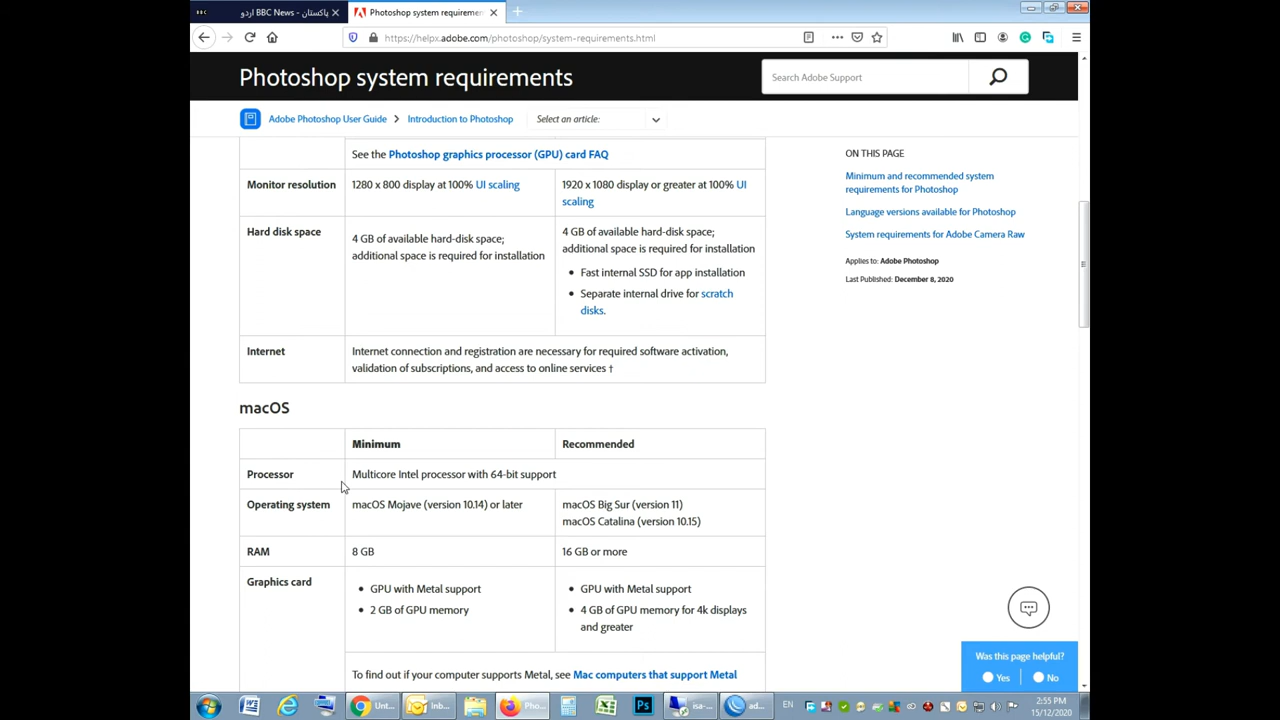 BBC پاکستان - BBC News اردو
Photoshop system requirements
https://helpx.adobe.com/photoshop/system-requirements.html
Photoshop system requirements
Search Adobe Support
Adobe Photoshop User Guide > Introduction to Photoshop
Select an article:
See the Photoshop graphics processor (GPU) card FAQ
Monitor resolution
1280 x 800 display at 100% UI scaling
1920 x 1080 display or greater at 100% UI
scaling
Hard disk space
4 GB of available hard-disk space;
additional space is required for installation
4 GB of available hard-disk space;
additional space is required for installation
• Fast internal SSD for app installation
• Separate internal drive for scratch
disks.
Internet
Internet connection and registration are necessary for required software activation,
validation of subscriptions, and access to online services †
macOS
Minimum
Recommended
Processor
Multicore Intel processor with 64-bit support
Operating system
macOS Mojave (version 10.14) or later
macOS Big Sur (version 11)
macOS Catalina (version 10.15)
RAM
8 GB
16 GB or more
Graphics card
• GPU with Metal support
• 2 GB of GPU memory
• GPU with Metal support
• 4 GB of GPU memory for 4k displays
and greater
To find out if your computer supports Metal, see Mac computers that support Metal
ON THIS PAGE
Minimum and recommended system
requirements for Photoshop
Language versions available for Photoshop
System requirements for Adobe Camera Raw
Applies to: Adobe Photoshop
Last Published: December 8, 2020
Was this page helpful?
Yes
No
Unt...
Inb...
Pho...
Ps
isa-...
ad...
EN
2:55 PM
15/12/2020